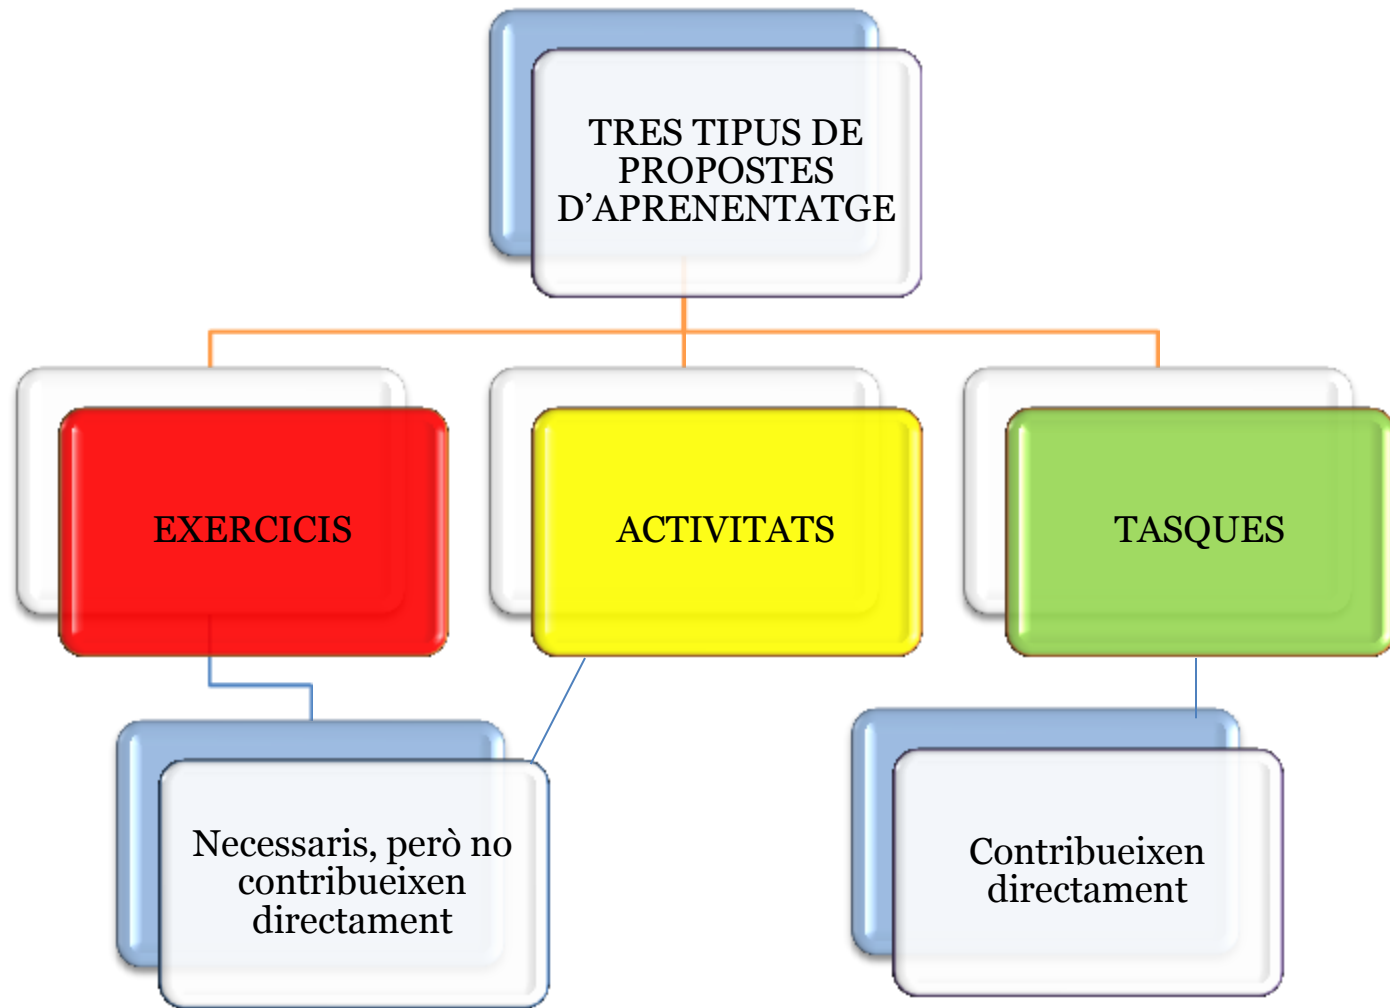 TRES TIPUS DE
PROPOSTES
D’APRENENTATGE
EXERCICIS
ACTIVITATS
TASQUES
Necessaris, però no
contribueixen
directament
Contribueixen
directament